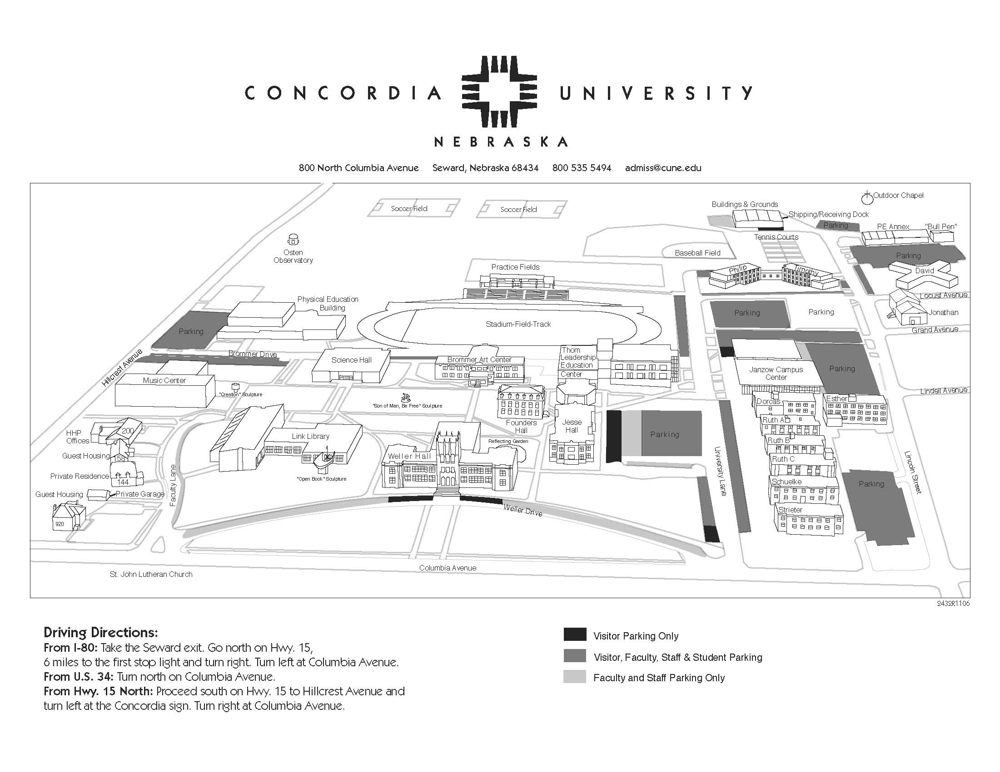 CONCORDIA UNIVERSITY
NEBRASKA
800 North Columbia Avenue Seward, Nebraska 68434 800 535 5494 admiss@cune.edu
Outdoor Chapel
Soccer Field
Soccer Field
Buildings & Grounds
Shipping/Receiving Dock
Parking
PE Annex
"Bull Pen"
Tennis Courts
Osten
Observatory
Baseball Field
Parking
Practice Fields
Philip
Timothy
David
Locust Avenue
Physical Education
Building
Parking
Parking
Jonathan
Stadium-Field-Track
Grand Avenue
Parking
Hillcrest Avenue
Brommer Drive
Science Hall
Brommer Art Center
Thom
Leadership
Education
Center
Janzow Campus
Center
Parking
Music Center
"Creation" Sculpture
"Son of Man, Be Free" Sculpture
Lindell Avenue
Dorcas
Esther
Founders
Hall
Jesse
Hall
Ruth A
HHP
Offices
200
Link Library
Parking
Reflecting Garden
Ruth B
Guest Housing
158
Weller Hall
Ruth C
University Lane
Lincoln Street
Private Residence
144
Faculty Lane
"Open Book" Sculpture
Schuelke
Parking
Guest Housing
Private Garage
Weller Drive
Strieter
920
Columbia Avenue
St. John Lutheran Church
2432R1106
Driving Directions:
From I-80: Take the Seward exit. Go north on Hwy. 15,
6 miles to the first stop light and turn right. Turn left at Columbia Avenue.
From U.S. 34: Turn north on Columbia Avenue.
From Hwy. 15 North: Proceed south on Hwy. 15 to Hillcrest Avenue and
turn left at the Concordia sign. Turn right at Columbia Avenue.
Visitor Parking Only
Visitor, Faculty, Staff & Student Parking
Faculty and Staff Parking Only